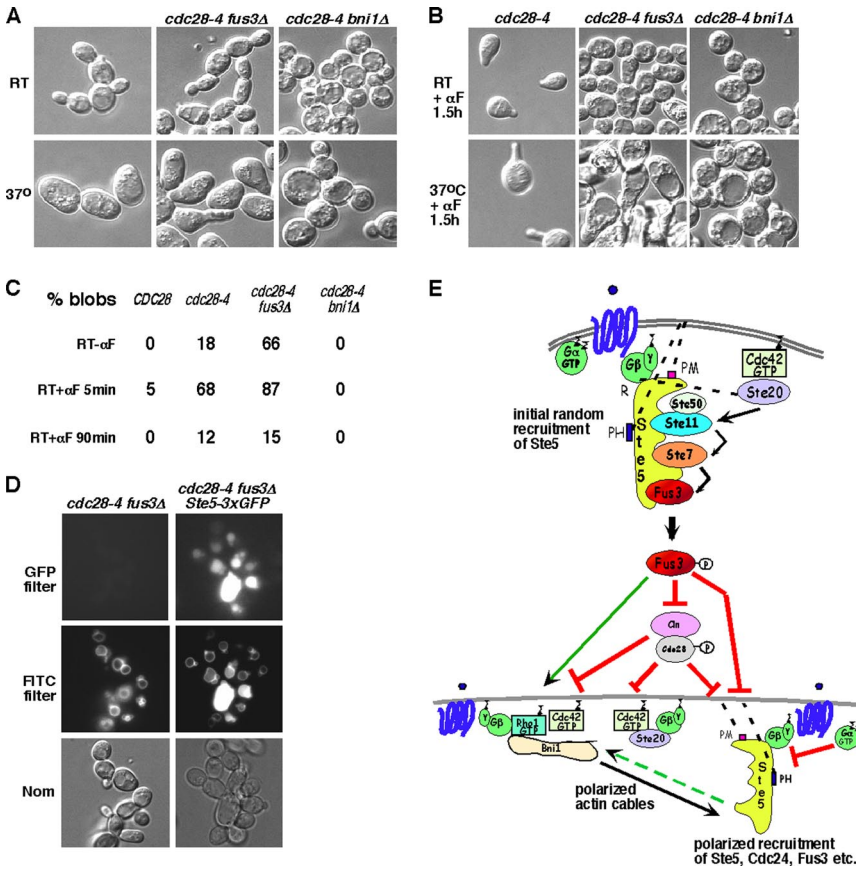 A
cdc28-4 fus3Δ cdc28-4 bni1Δ
RT
37º
B
cdc28-4 cdc28-4 fus3Δ cdc28-4 bni1Δ
RT
+ αF
1.5h
37ºC
+ αF
1.5h
C
% blobs CDC28 cdc28-4 cdc28-4 fus3Δ cdc28-4 bni1Δ
RT-αF 0 18 66 0
RT+αF 5min 5 68 87 0
RT+αF 90min 0 12 15 0
D
cdc28-4 fus3Δ
cdc28-4 fus3Δ
Ste5-3xGFP
GFP
filter
FITC
filter
Nom
E
Gα
GTP
Gβ
γ
PM
Cdc42
GTP
Ste20
R
Ste50
Ste11
Ste5
PH
Ste7
Fus3
initial random
recruitment
of Ste5
Fus3 P
Cln
Cdc28 P
γ Gβ
Rho1
GTP
Cdc42
GTP
Bni1
Cdc42
GTP
Gβ γ
Ste20
PM
Gβ γ
Gα
GTP
Ste5
PH
polarized
actin cables
polarized recruitment
of Ste5, Cdc24, Fus3 etc.